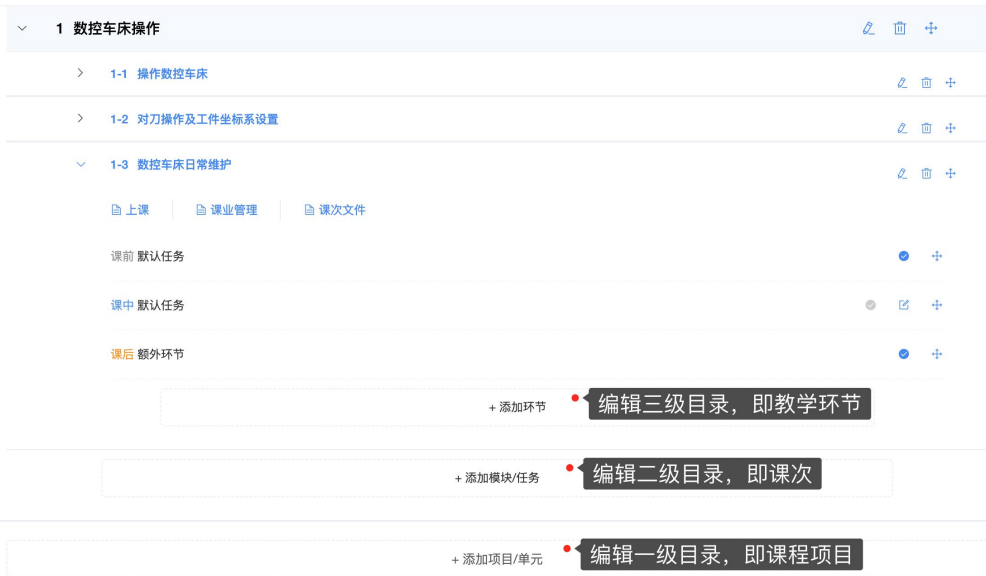 1 数控车床操作
1-1 操作数控车床
1-2 对刀操作及工件坐标系设置
1-3 数控车床日常维护
上课 课业管理 课次文件
课前 默认任务
课中 默认任务
课后 额外环节
+ 添加环节 编辑三级目录，即教学环节
+ 添加模块/任务 编辑二级目录，即课次
+ 添加项目/单元 编辑一级目录，即课程项目